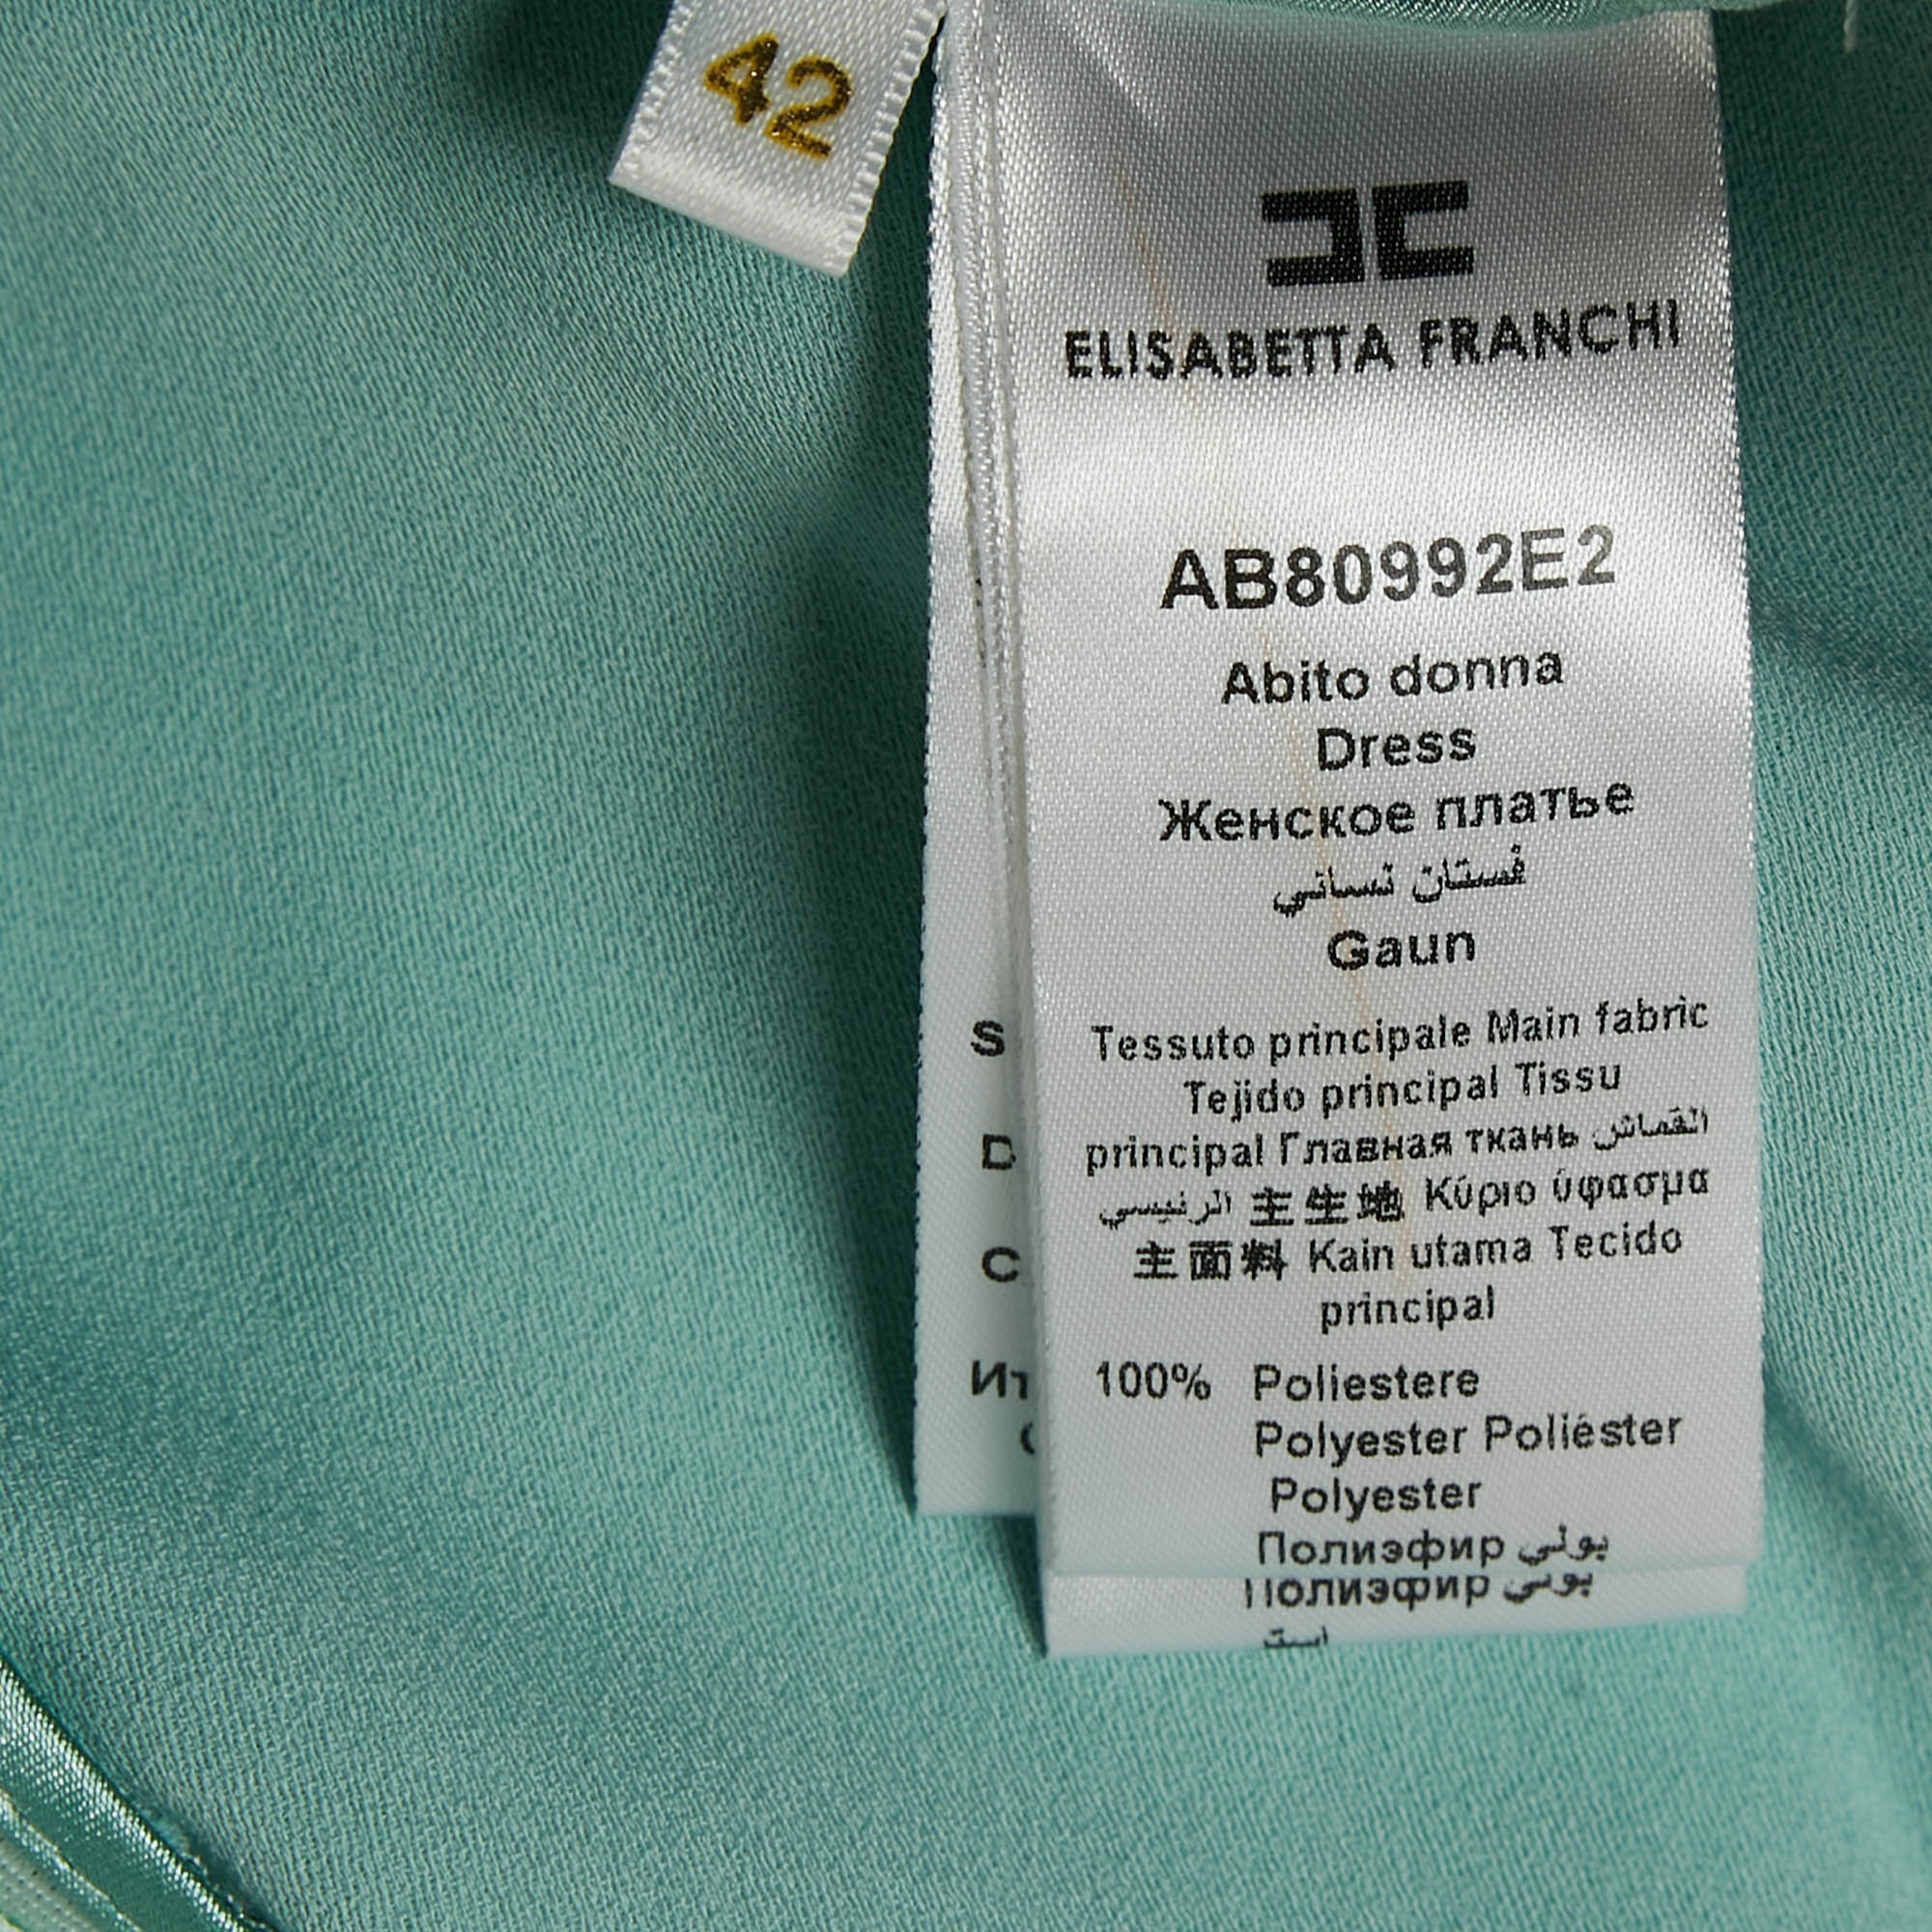 42
ELISABETTA FRANCHI
AB80992E2
Abito donna
Dress
Женское платье
فستان نسائي
Gaun
Tessuto principale Main fabric
Tejido principal Tissu
principal Главная ткань القماش
الرئيسي 主生地 Κύριο ύφασμα
主面料 Kain utama Tecido
principal
100% Poliestere
Polyester Poliéster
Polyester
Полиэфир بولي
Полиэфир بولي
است
S
D
C
Ит